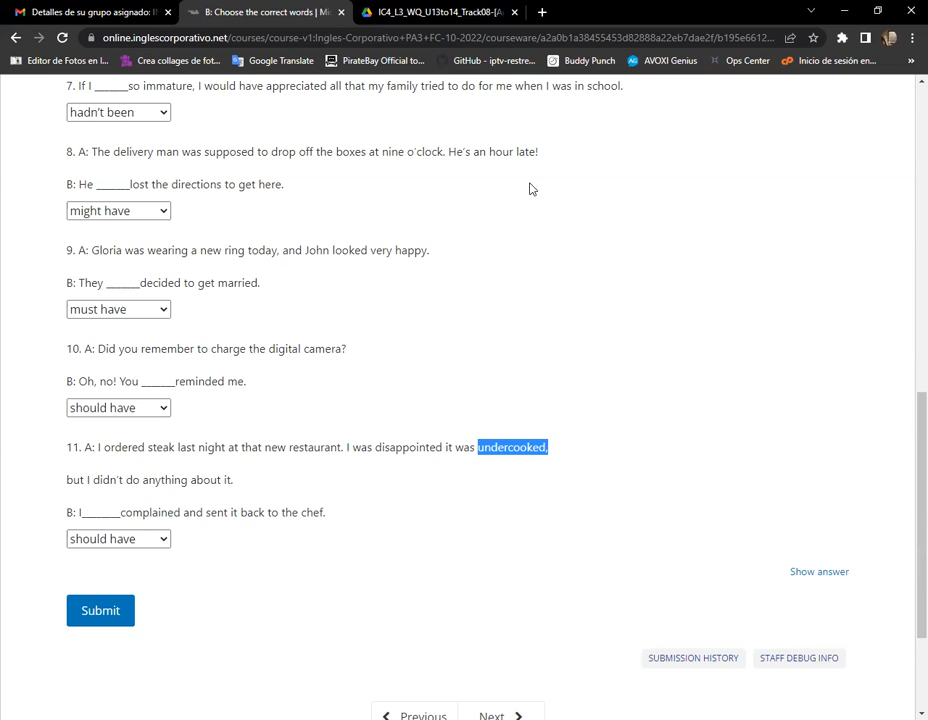 Detalles de su grupo asignado: I
B: Choose the correct words | Mi
IC4_L3_WQ_U13to14_Track08-[A
online.inglescorporativo.net/courses/course-v1:Ingles-Corporativo+PA3+FC-10-2022/courseware/a2a0b1a38455453d82888a22eb7dae2f/b195e6612...
Editor de Fotos en l...
Crea collages de fot...
Google Translate
PirateBay Official to...
GitHub - iptv-restre...
Buddy Punch
AVOXI Genius
Ops Center
Inicio de sesión en...
7. If I ______so immature, I would have appreciated all that my family tried to do for me when I was in school.
hadn't been
8. A: The delivery man was supposed to drop off the boxes at nine o'clock. He's an hour late!
B: He ______lost the directions to get here.
might have
9. A: Gloria was wearing a new ring today, and John looked very happy.
B: They ______decided to get married.
must have
10. A: Did you remember to charge the digital camera?
B: Oh, no! You ______reminded me.
should have
11. A: I ordered steak last night at that new restaurant. I was disappointed it was undercooked,
but I didn't do anything about it.
B: I_______complained and sent it back to the chef.
should have
Show answer
Submit
SUBMISSION HISTORY
STAFF DEBUG INFO
Previous
Next